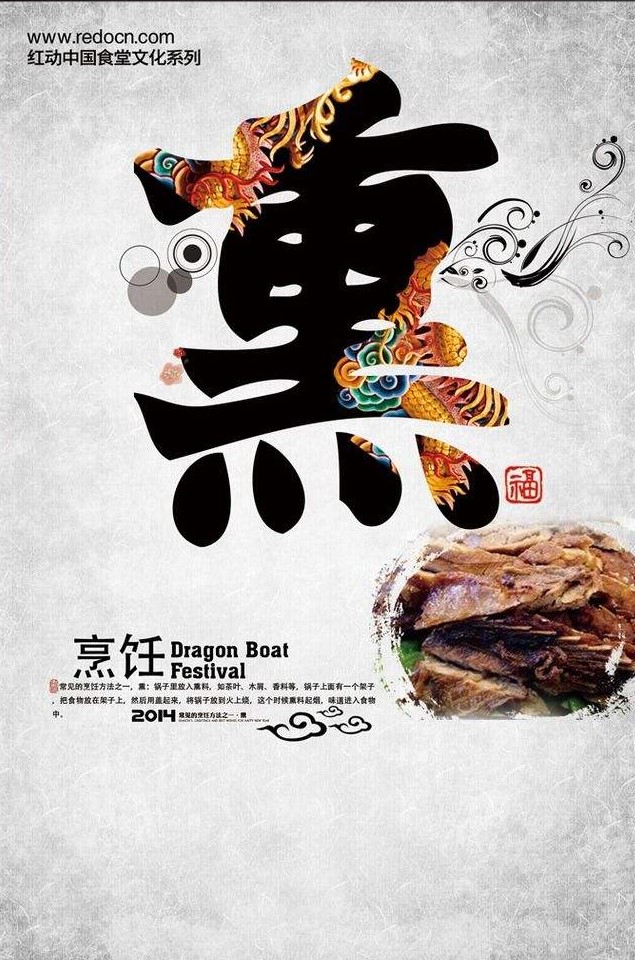 www.redocn.com
红动中国食堂文化系列
熏
福
烹饪
Dragon Boat
Festival
常见的烹饪方法之一，熏：锅子里放入熏料，如茶叶、木屑、香料等，锅子上面有一个架子
，把食物放在架子上，然后用盖起来，将锅子放到火上烧，这个时候熏料起烟，味道进入食物
中。
2014 常见的烹饪方法之一·熏